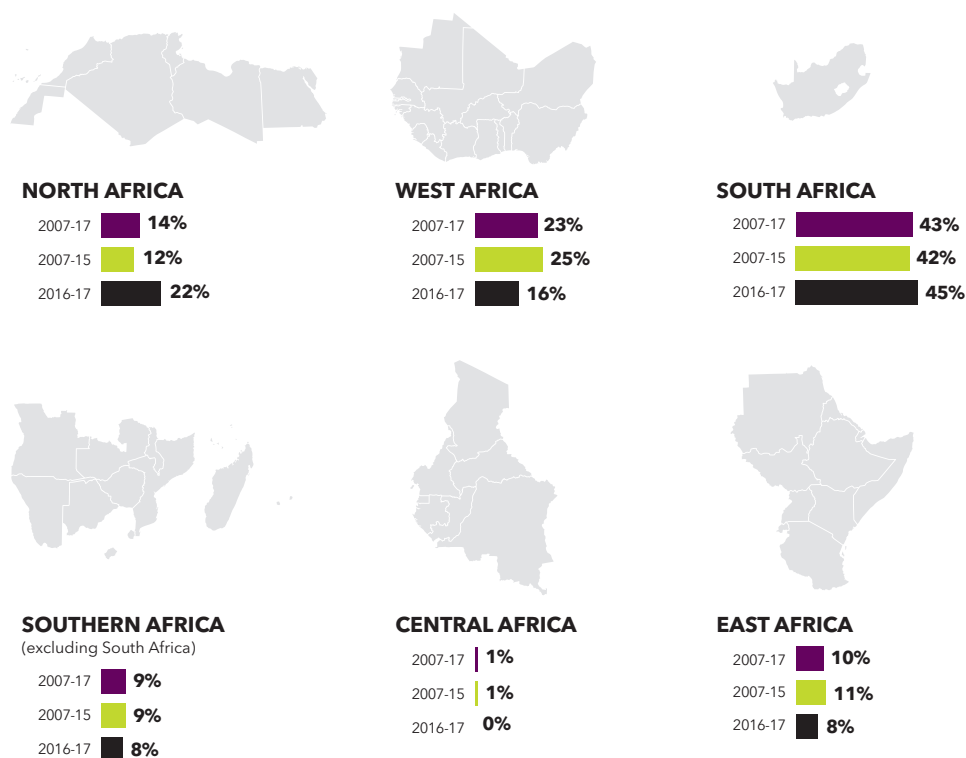 NORTH AFRICA
2007-17 14%
2007-15 12%
2016-17 22%
WEST AFRICA
2007-17 23%
2007-15 25%
2016-17 16%
SOUTH AFRICA
2007-17 43%
2007-15 42%
2016-17 45%
SOUTHERN AFRICA
(excluding South Africa)
2007-17 9%
2007-15 9%
2016-17 8%
CENTRAL AFRICA
2007-17 1%
2007-15 1%
2016-17 0%
EAST AFRICA
2007-17 10%
2007-15 11%
2016-17 8%